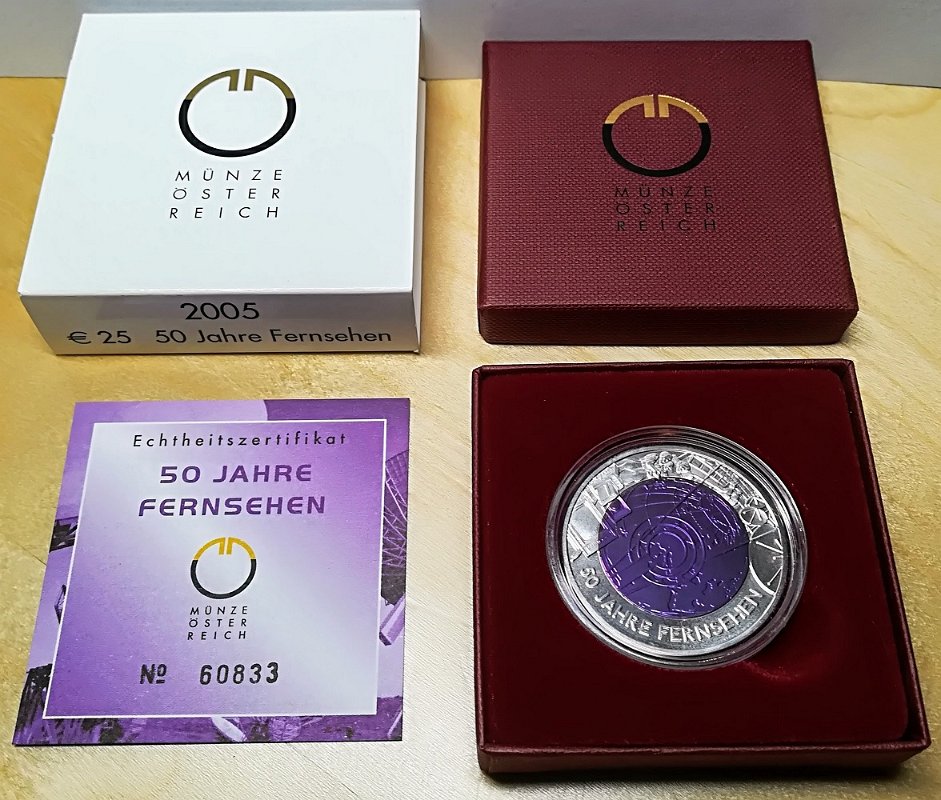 MÜNZE
ÖSTER
REICH
2005
€ 25 50 Jahre Fernsehen
MÜNZE
ÖSTER
REICH
Echtheitszertifikat
50 JAHRE
FERNSEHEN
MÜNZE
ÖSTER
REICH
Nº 60833
50 JAHRE FERNSEHEN